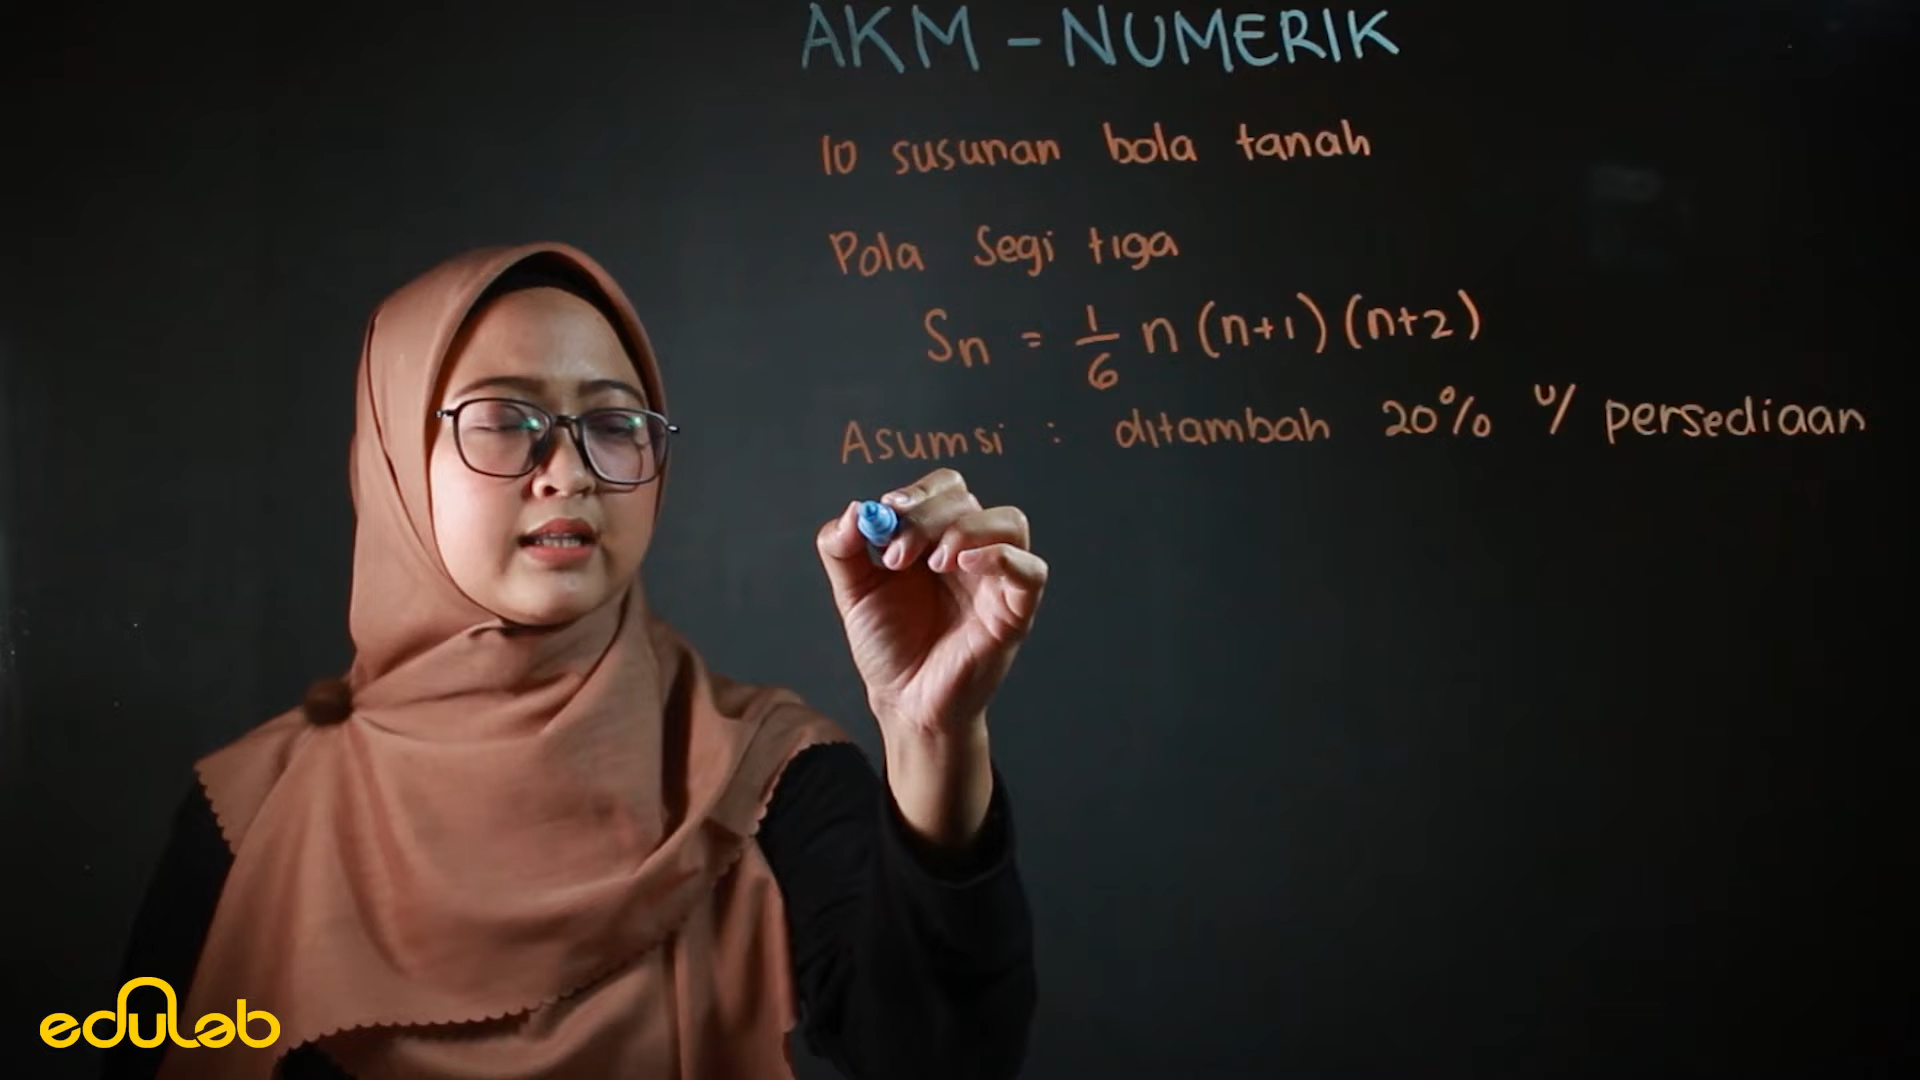 AKM - NUMERIK
10 susunan bola tanah
Pola Segi tiga
Sn = 1/6 n (n+1) (n+2)
Asumsi : ditambah 20% u/ persediaan
edulab